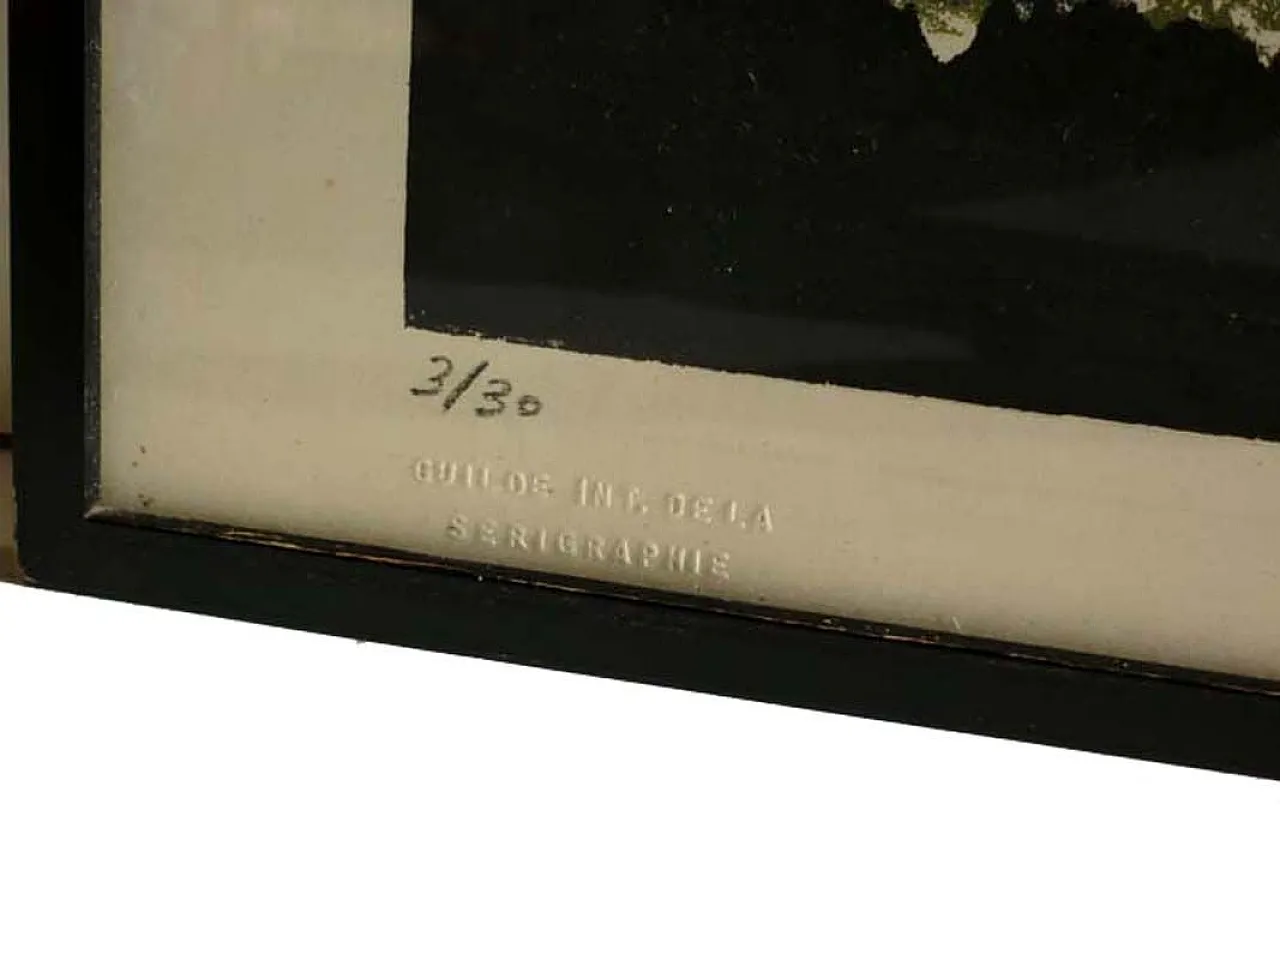 3/30
GUILDE INT. DE LA
SERIGRAPHIE